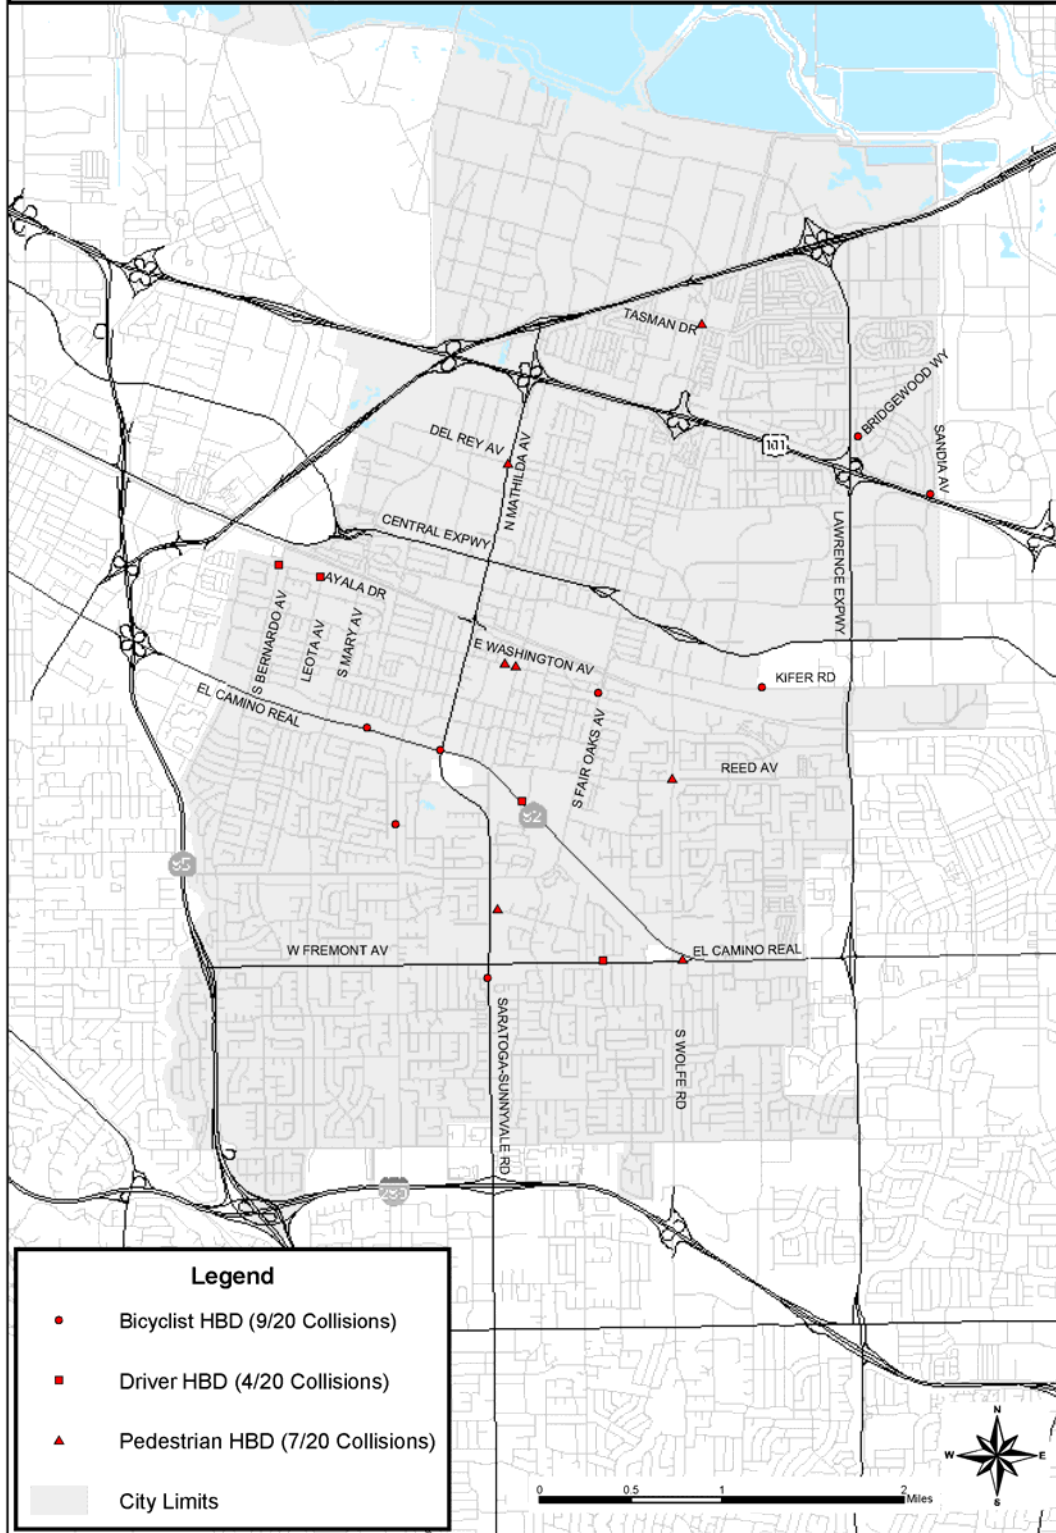 TASMAN DR
BRIDGEWOOD WY
DEL REY AV
N MATHILDA AV
101
SANDIA AV
CENTRAL EXPWY
LAWRENCE EXPWY
AYALA DR
S BERNARDO AV
LEOTA AV
S MARY AV
E WASHINGTON AV
KIFER RD
EL CAMINO REAL
S FAIR OAKS AV
REED AV
82
85
W FREMONT AV
EL CAMINO REAL
SARATOGA-SUNNYVALE RD
S WOLFE RD
280
Legend
Bicyclist HBD (9/20 Collisions)
Driver HBD (4/20 Collisions)
Pedestrian HBD (7/20 Collisions)
City Limits
N
W E
S
0 0.5 1 2
Miles